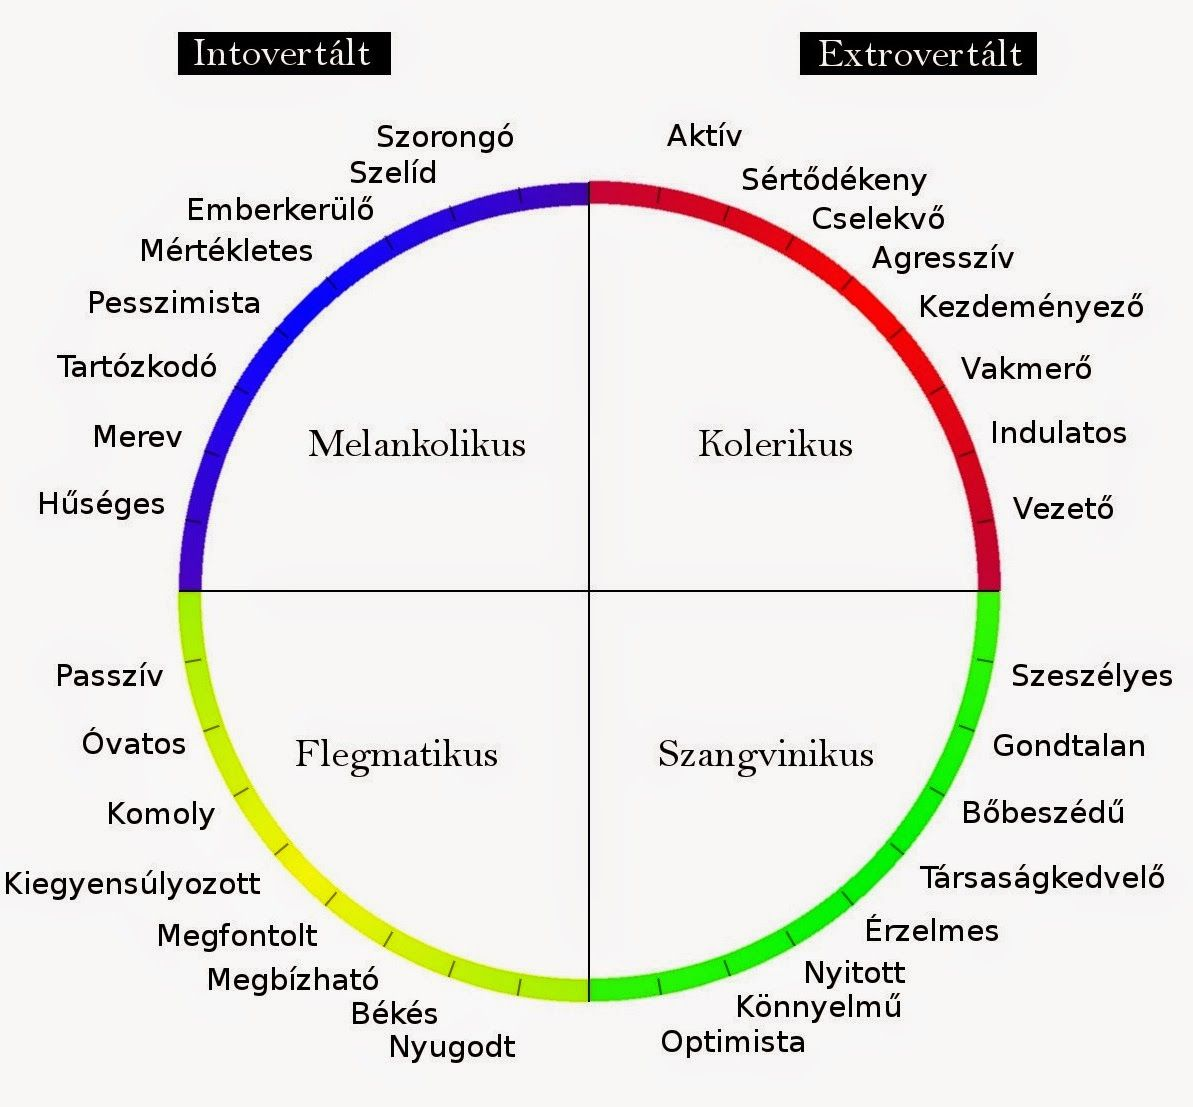 Intovertált
Extrovertált
Szorongó
Szelíd
Emberkerülő
Mértékletes
Pesszimista
Tartózkodó
Merev
Hűséges
Aktív
Sértődékeny
Cselekvő
Agresszív
Kezdeményező
Vakmerő
Indulatos
Vezető
Melankolikus
Kolerikus
Flegmatikus
Szangvinikus
Passzív
Óvatos
Komoly
Kiegyensúlyozott
Megfontolt
Megbízható
Békés
Nyugodt
Szeszélyes
Gondtalan
Bőbeszédű
Társaságkedvelő
Érzelmes
Nyitott
Könnyelmű
Optimista